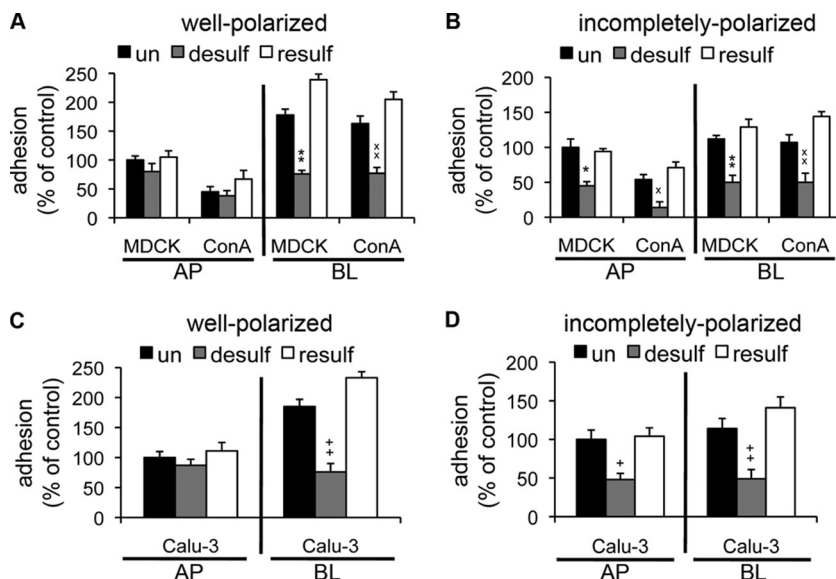 A
well-polarized
un desulf resulf
adhesion
(% of control)
250
200
150
100
50
0
**
xx
MDCK ConA MDCK ConA
AP BL
B
incompletely-polarized
un desulf resulf
adhesion
(% of control)
200
150
100
50
0
*
x
**
xx
MDCK ConA MDCK ConA
AP BL
C
well-polarized
un desulf resulf
adhesion
(% of control)
250
200
150
100
50
0
++
Calu-3 Calu-3
AP BL
D
incompletely-polarized
un desulf resulf
adhesion
(% of control)
200
150
100
50
0
+
++
Calu-3 Calu-3
AP BL